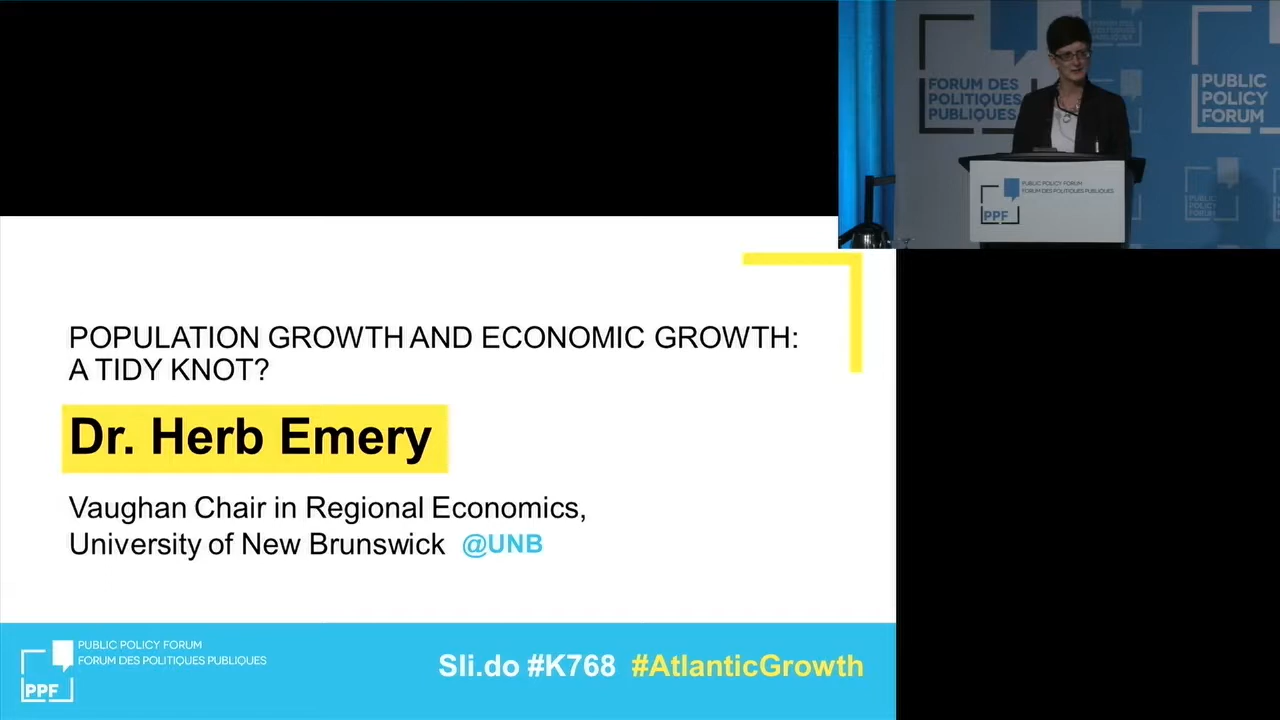 FORUM DES
POLITIQUES
PUBLIQUES
PUBLIC
POLICY
FORUM
PUBLIC POLICY FORUM
FORUM DES POLITIQUES PUBLIQUES
PPF
POPULATION GROWTH AND ECONOMIC GROWTH:
A TIDY KNOT?
Dr. Herb Emery
Vaughan Chair in Regional Economics,
University of New Brunswick @UNB
PUBLIC POLICY FORUM
FORUM DES POLITIQUES PUBLIQUES
PPF
Sli.do #K768 #AtlanticGrowth